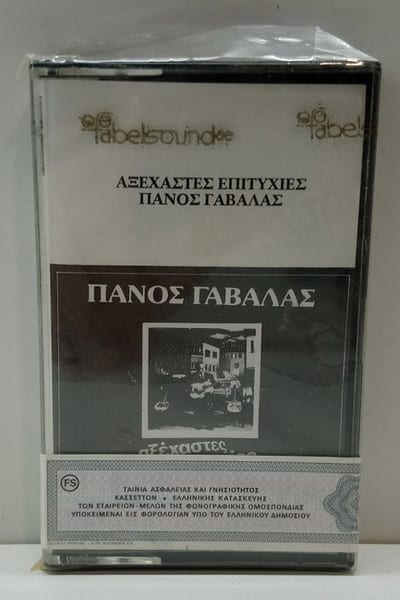 fabelsound
fabels
ΑΞΕΧΑΣΤΕΣ ΕΠΙΤΥΧΙΕΣ
ΠΑΝΟΣ ΓΑΒΑΛΑΣ
ΠΑΝΟΣ ΓΑΒΑΛΑΣ
αξέχαστες
FS
ΤΑΙΝΙΑ ΑΣΦΑΛΕΙΑΣ ΚΑΙ ΓΝΗΣΙΟΤΗΤΟΣ
ΚΑΣΣΕΤΤΩΝ • ΕΛΛΗΝΙΚΗΣ ΚΑΤΑΣΚΕΥΗΣ
ΤΩΝ ΕΤΑΙΡΕΙΩΝ-ΜΕΛΩΝ ΤΗΣ ΦΩΝΟΓΡΑΦΙΚΗΣ ΟΜΟΣΠΟΝΔΙΑΣ
ΥΠΟΚΕΙΜΕΝΑΙ ΕΙΣ ΦΟΡΟΛΟΓΙΑΝ ΥΠΟ ΤΟΥ ΕΛΛΗΝΙΚΟΥ ΔΗΜΟΣΙΟΥ